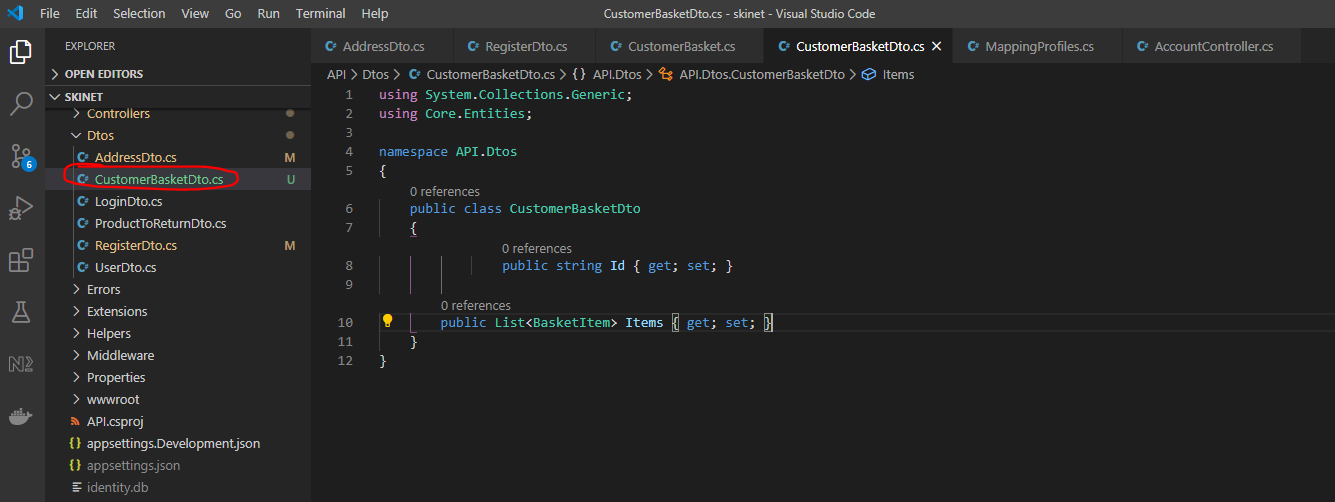 File Edit Selection View Go Run Terminal Help CustomerBasketDto.cs - skinet - Visual Studio Code
EXPLORER
OPEN EDITORS
SKINET
Controllers
Dtos
C# AddressDto.cs M
C# CustomerBasketDto.cs U
C# LoginDto.cs
C# ProductToReturnDto.cs
C# RegisterDto.cs M
C# UserDto.cs
Errors
Extensions
Helpers
Middleware
Properties
wwwroot
API.csproj
{} appsettings.Development.json
{} appsettings.json
identity.db
6
N2
C# AddressDto.cs C# RegisterDto.cs C# CustomerBasket.cs C# CustomerBasketDto.cs × C# MappingProfiles.cs C# AccountController.cs
API > Dtos > C# CustomerBasketDto.cs > {} API.Dtos > API.Dtos.CustomerBasketDto > Items
1 using System.Collections.Generic;
2 using Core.Entities;
3
4 namespace API.Dtos
5 {
0 references
6 public class CustomerBasketDto
7 {
0 references
8 public string Id { get; set; }
9
0 references
10 public List<BasketItem> Items { get; set; }
11 }
12 }